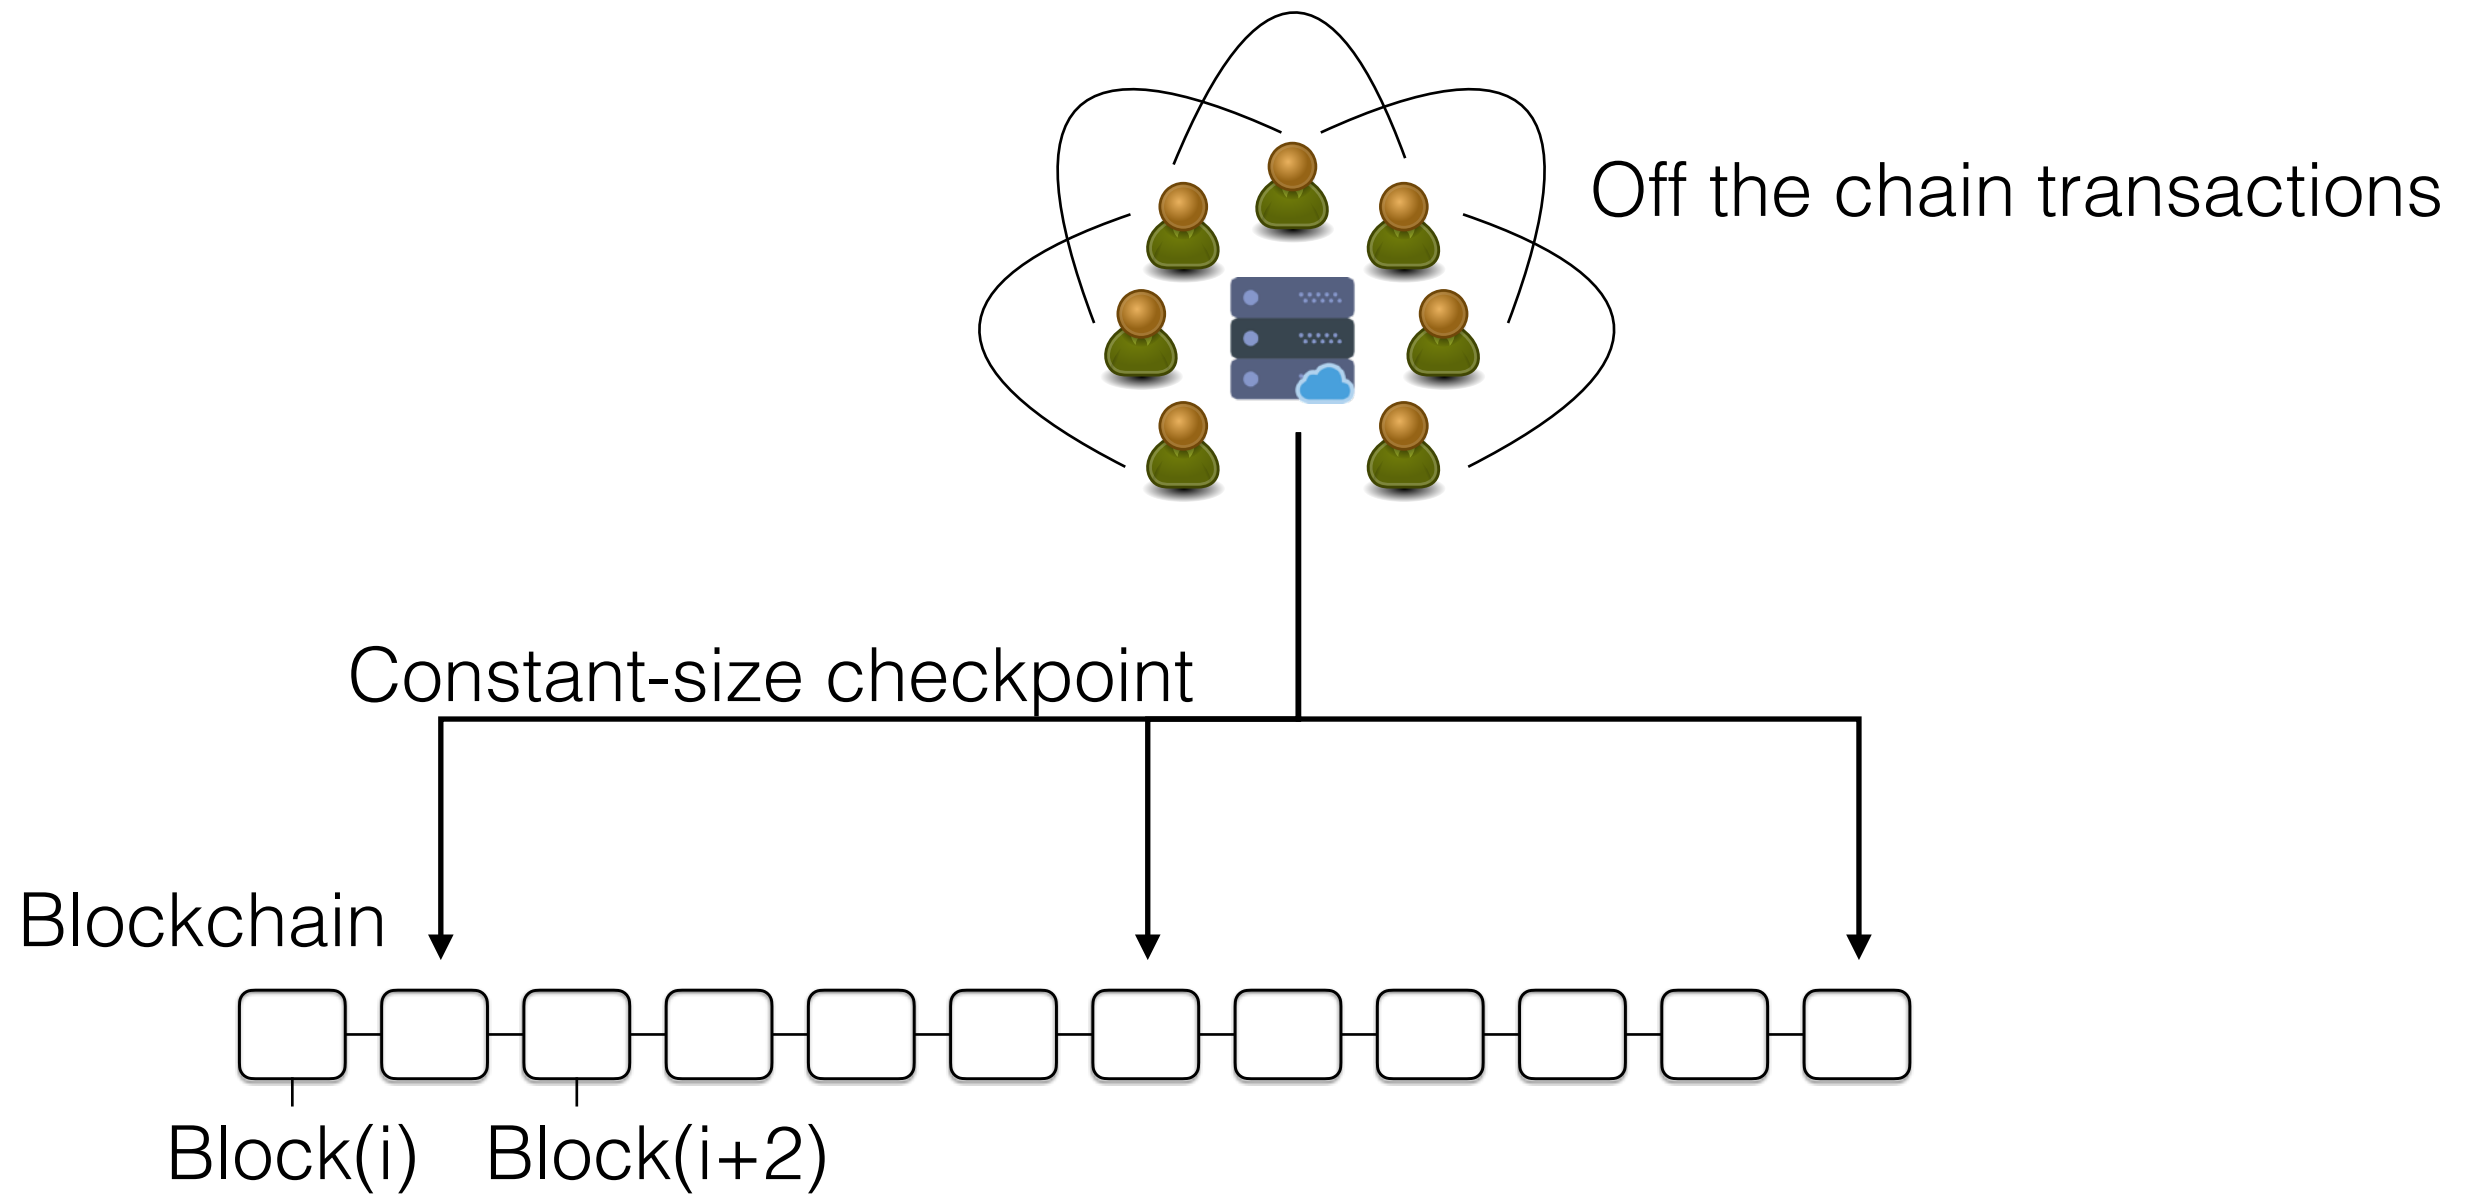 Off the chain transactions
Constant-size checkpoint
Blockchain
Block(i)
Block(i+2)